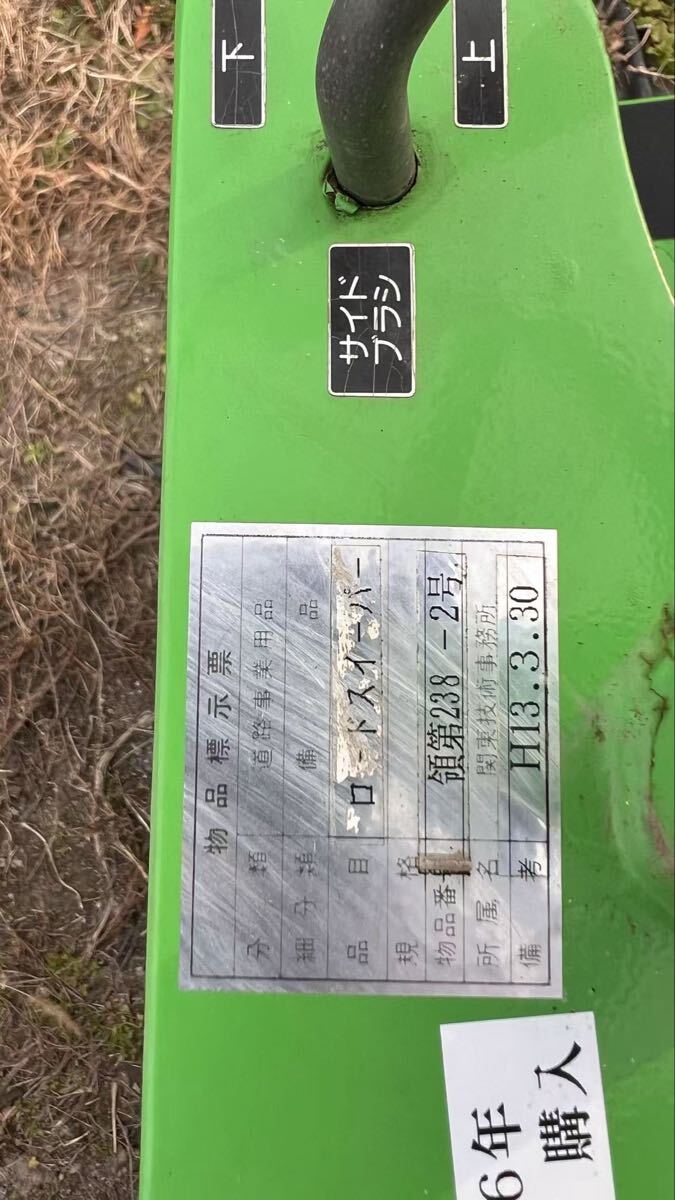 下
上
サイド
ブラシ
物品標示票
分類 道路事業用品
細分類 備品
品目 ロードスイーパー
規格
物品番号 領第238-2号
所属名 関東技術事務所
備考 H13.3.30
6年
購入